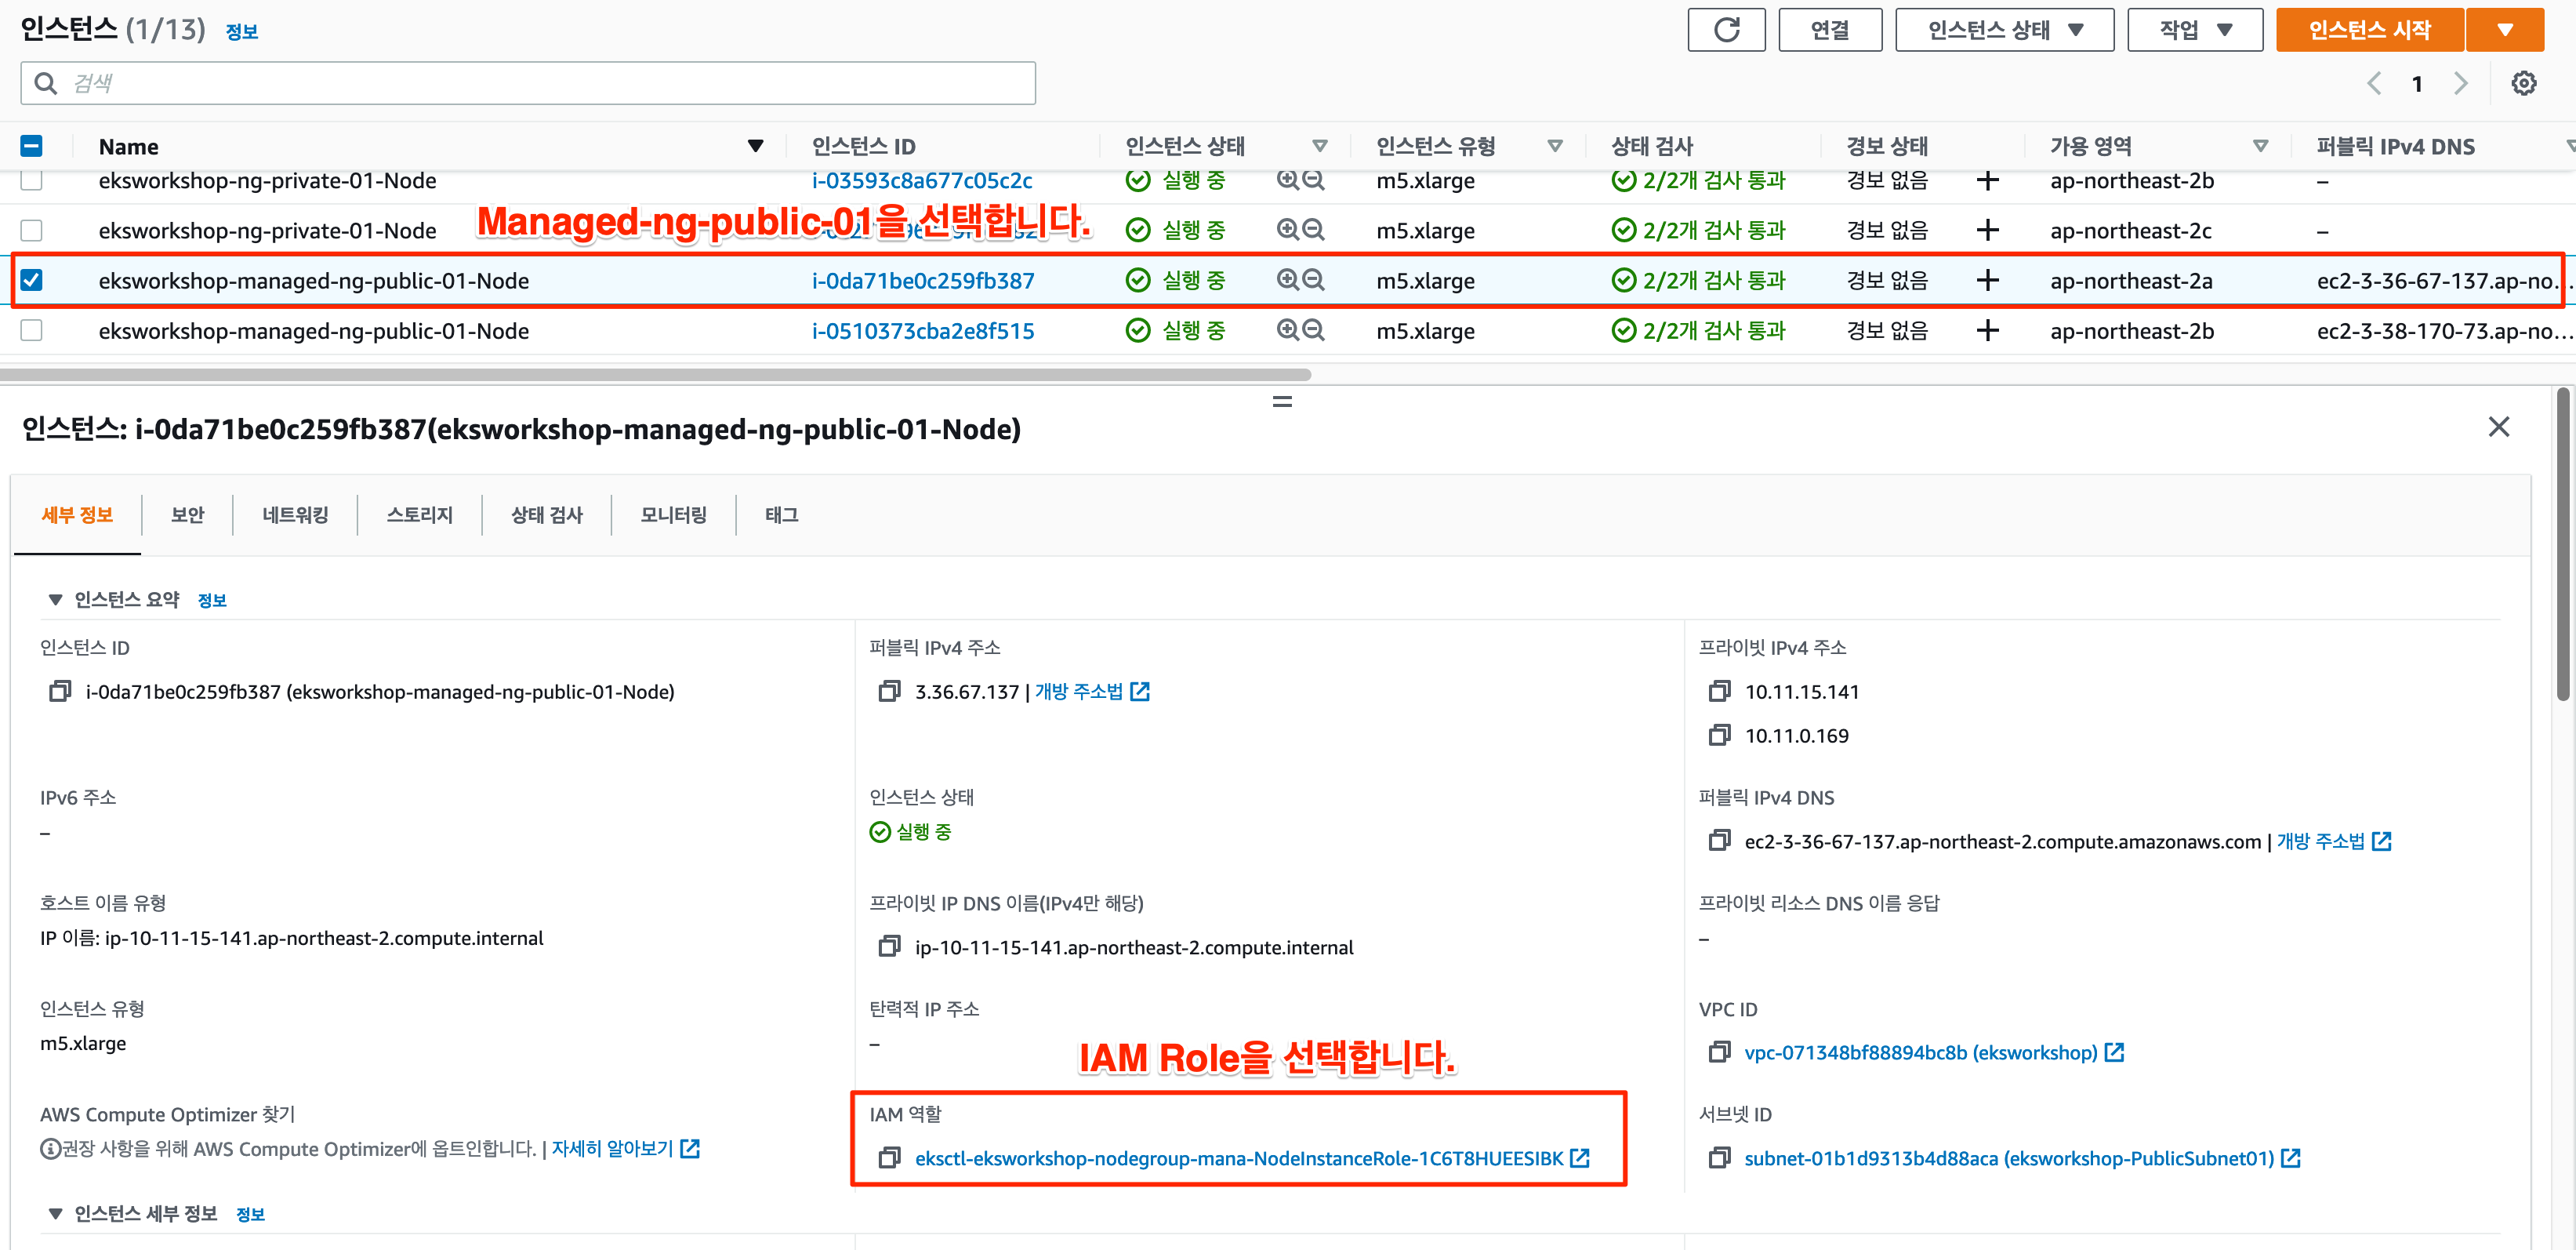 인스턴스 (1/13) 정보
연결
인스턴스 상태
작업
인스턴스 시작
검색
1
Name 인스턴스 ID 인스턴스 상태 인스턴스 유형 상태 검사 경보 상태 가용 영역 퍼블릭 IPv4 DNS
eksworkshop-ng-private-01-Node i-03593c8a677c05c2c 실행 중 m5.xlarge 2/2개 검사 통과 경보 없음 + ap-northeast-2b –
Managed-ng-public-01을 선택합니다.
eksworkshop-ng-private-01-Node 실행 중 m5.xlarge 2/2개 검사 통과 경보 없음 + ap-northeast-2c –
eksworkshop-managed-ng-public-01-Node i-0da71be0c259fb387 실행 중 m5.xlarge 2/2개 검사 통과 경보 없음 + ap-northeast-2a ec2-3-36-67-137.ap-no...
eksworkshop-managed-ng-public-01-Node i-0510373cba2e8f515 실행 중 m5.xlarge 2/2개 검사 통과 경보 없음 + ap-northeast-2b ec2-3-38-170-73.ap-no...
인스턴스: i-0da71be0c259fb387(eksworkshop-managed-ng-public-01-Node)
세부 정보 보안 네트워킹 스토리지 상태 검사 모니터링 태그
인스턴스 요약 정보
인스턴스 ID
i-0da71be0c259fb387 (eksworkshop-managed-ng-public-01-Node)
퍼블릭 IPv4 주소
3.36.67.137 | 개방 주소법
프라이빗 IPv4 주소
10.11.15.141
10.11.0.169
IPv6 주소
–
인스턴스 상태
실행 중
퍼블릭 IPv4 DNS
ec2-3-36-67-137.ap-northeast-2.compute.amazonaws.com | 개방 주소법
호스트 이름 유형
IP 이름: ip-10-11-15-141.ap-northeast-2.compute.internal
프라이빗 IP DNS 이름(IPv4만 해당)
ip-10-11-15-141.ap-northeast-2.compute.internal
프라이빗 리소스 DNS 이름 응답
–
인스턴스 유형
m5.xlarge
탄력적 IP 주소
–
VPC ID
vpc-071348bf88894bc8b (eksworkshop)
IAM Role을 선택합니다.
AWS Compute Optimizer 찾기
권장 사항을 위해 AWS Compute Optimizer에 옵트인합니다. | 자세히 알아보기
IAM 역할
eksctl-eksworkshop-nodegroup-mana-NodeInstanceRole-1C6T8HUEESIBK
서브넷 ID
subnet-01b1d9313b4d88aca (eksworkshop-PublicSubnet01)
인스턴스 세부 정보 정보